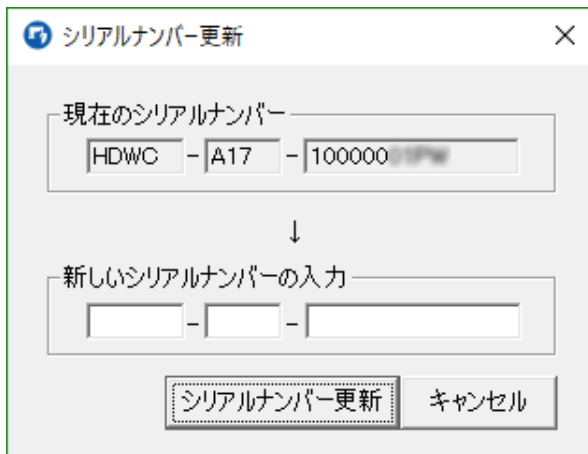 シリアルナンバー更新
現在のシリアルナンバー
HDWC - A17 - 100000
↓
新しいシリアルナンバーの入力
- -
シリアルナンバー更新 キャンセル